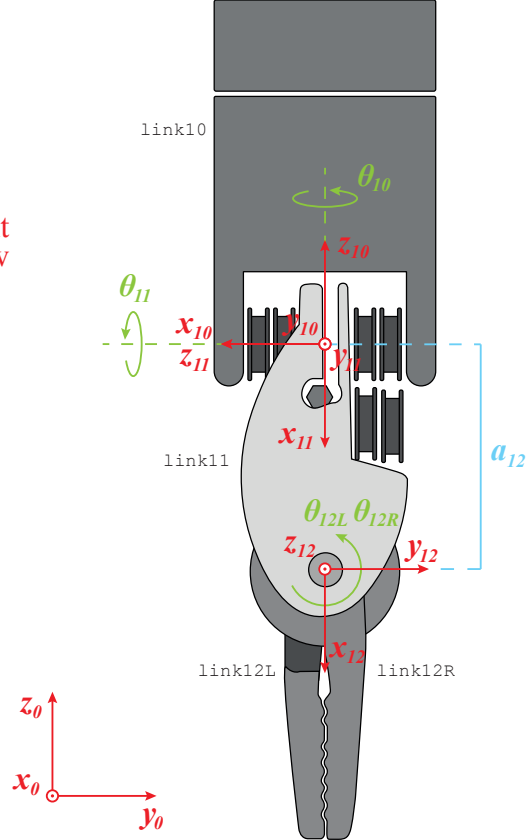 link10
θ10
t
v
z10
θ11
x10
y10
z11
y11
x11
link11
a12
θ12L θ12R
z12
y12
x12
link12L
link12R
z0
x0
y0